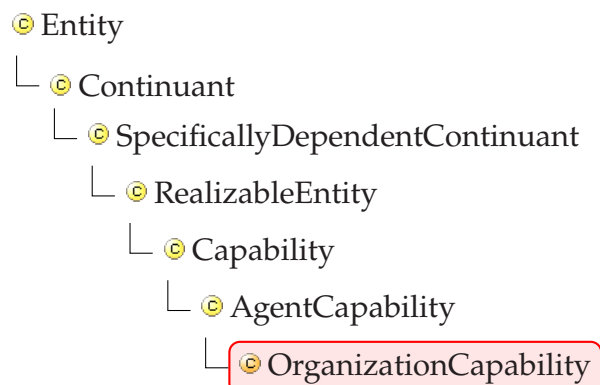 Entity
Continuant
SpecificallyDependentContinuant
RealizableEntity
Capability
AgentCapability
OrganizationCapability